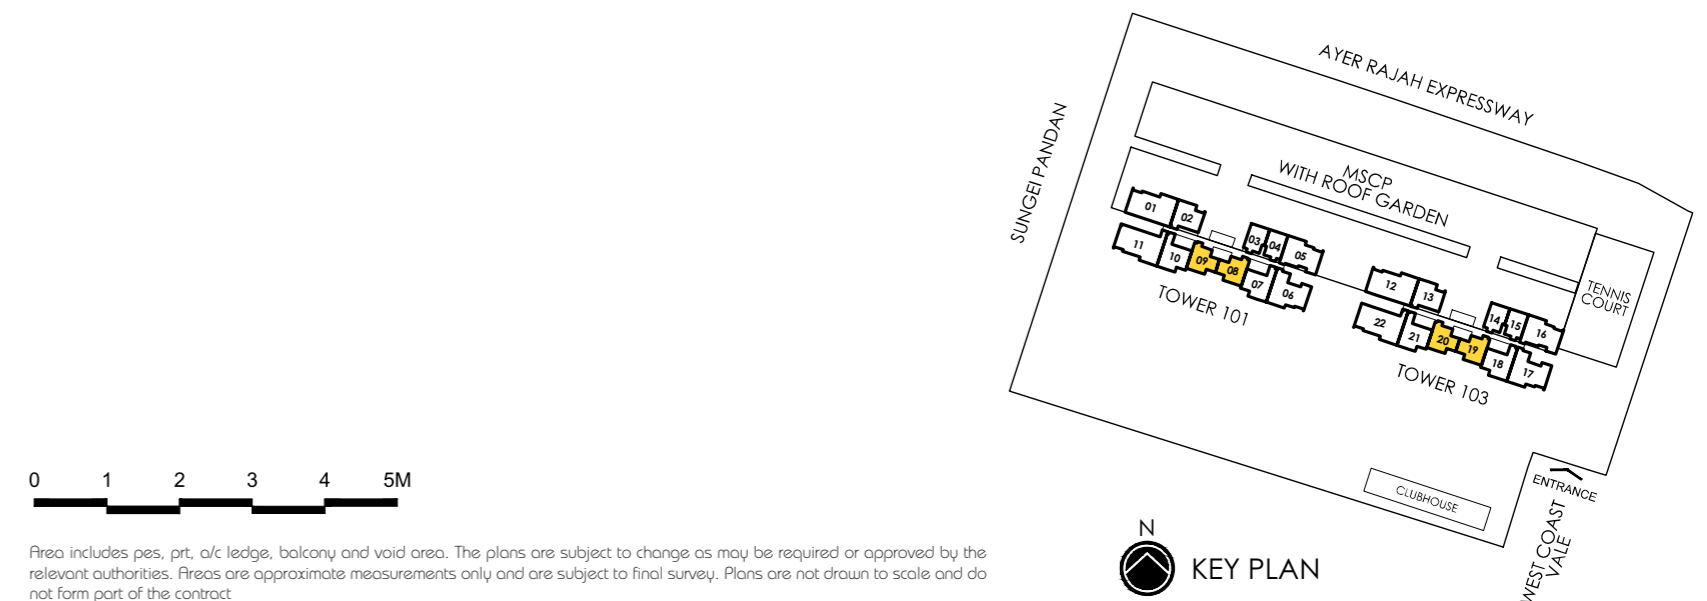 AYER RAJAH EXPRESSWAY
SUNGEI PANDAN
MSCP
WITH ROOF GARDEN
01
02
03
04
05
11
10
09
08
07
06
TOWER 101
12
13
14
15
16
22
21
20
19
18
17
TOWER 103
TENNIS
COURT
CLUBHOUSE
ENTRANCE
WEST COAST
VALE
N
KEY PLAN
0 1 2 3 4 5M
Area includes pes, prt, a/c ledge, balcony and void area. The plans are subject to change as may be required or approved by the
relevant authorities. Areas are approximate measurements only and are subject to final survey. Plans are not drawn to scale and do
not form part of the contract